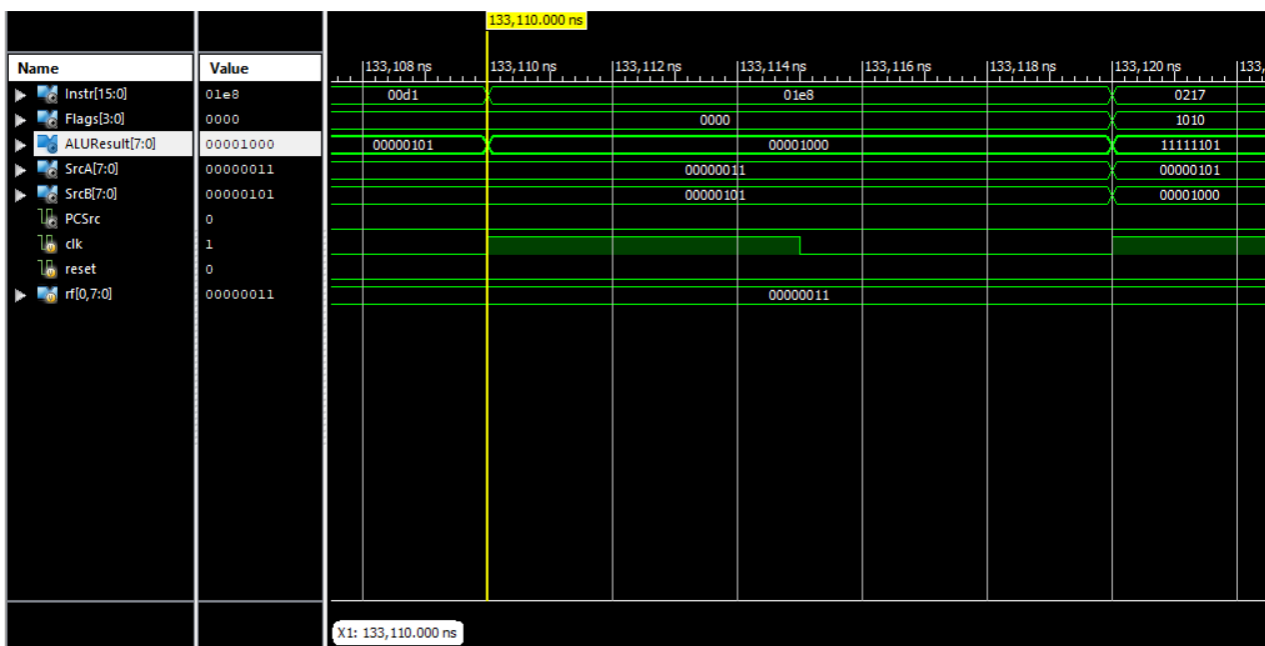 133,110.000 ns
Name Value 133,108 ns 133,110 ns 133,112 ns 133,114 ns 133,116 ns 133,118 ns 133,120 ns 133,
Instr[15:0] 01e8 00d1 01e8 0217
Flags[3:0] 0000 0000 1010
ALUResult[7:0] 00001000 00000101 00001000 11111101
SrcA[7:0] 00000011 00000011 00000101
SrcB[7:0] 00000101 00000101 00001000
PCSrc 0
clk 1
reset 0
rf[0,7:0] 00000011 00000011
X1: 133,110.000 ns